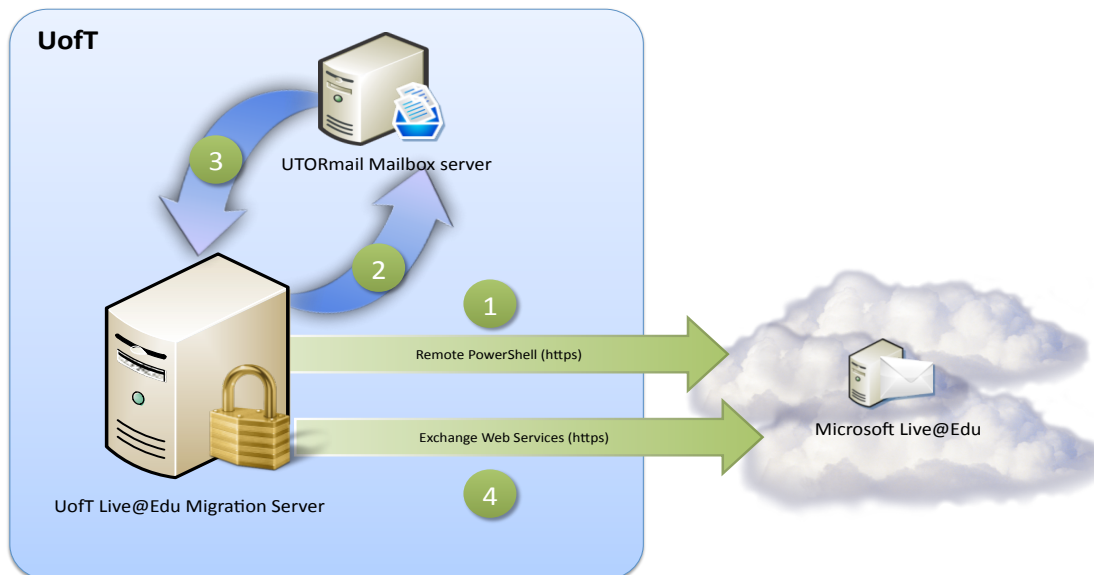 UofT
UTORmail Mailbox server
3
2
1
Remote PowerShell (https)
Microsoft Live@Edu
Exchange Web Services (https)
4
UofT Live@Edu Migration Server